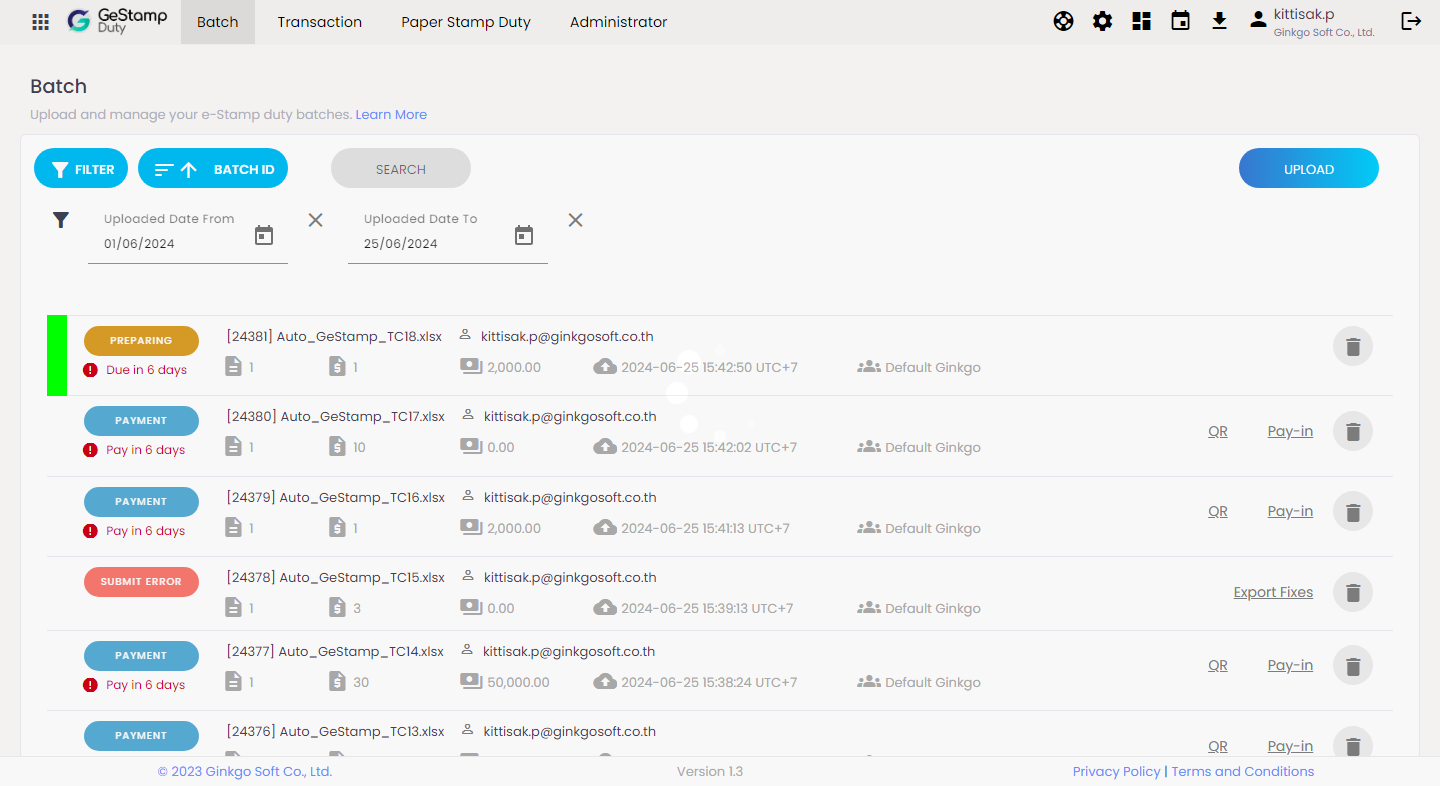 GeStamp Duty Batch Transaction Paper Stamp Duty Administrator kittisak.p
Ginkgo Soft Co., Ltd.
Batch
Upload and manage your e-Stamp duty batches. Learn More
FILTER BATCH ID SEARCH UPLOAD
Uploaded Date From Uploaded Date To
01/06/2024 25/06/2024
PREPARING [24381] Auto_GeStamp_TC18.xlsx kittisak.p@ginkgosoft.co.th
Due in 6 days 1 1 2,000.00 2024-06-25 15:42:50 UTC+7 Default Ginkgo
PAYMENT [24380] Auto_GeStamp_TC17.xlsx kittisak.p@ginkgosoft.co.th QR Pay-in
Pay in 6 days 1 10 0.00 2024-06-25 15:42:02 UTC+7 Default Ginkgo
PAYMENT [24379] Auto_GeStamp_TC16.xlsx kittisak.p@ginkgosoft.co.th QR Pay-in
Pay in 6 days 1 1 2,000.00 2024-06-25 15:41:13 UTC+7 Default Ginkgo
SUBMIT ERROR [24378] Auto_GeStamp_TC15.xlsx kittisak.p@ginkgosoft.co.th Export Fixes
1 3 0.00 2024-06-25 15:39:13 UTC+7 Default Ginkgo
PAYMENT [24377] Auto_GeStamp_TC14.xlsx kittisak.p@ginkgosoft.co.th QR Pay-in
Pay in 6 days 1 30 50,000.00 2024-06-25 15:38:24 UTC+7 Default Ginkgo
PAYMENT [24376] Auto_GeStamp_TC13.xlsx kittisak.p@ginkgosoft.co.th QR Pay-in
© 2023 Ginkgo Soft Co., Ltd. Version 1.3 Privacy Policy | Terms and Conditions